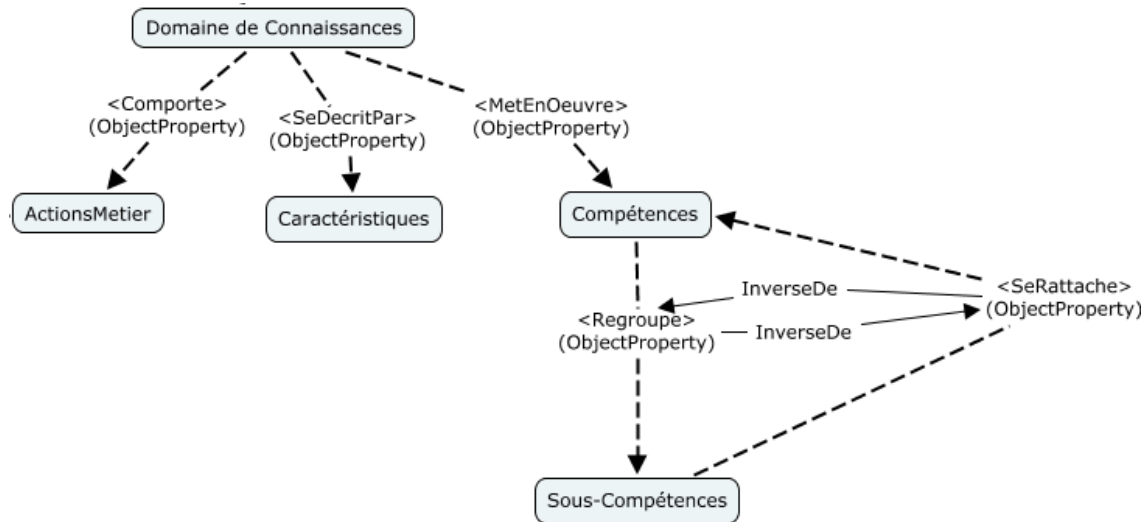 Domaine de Connaissances
<Comporte>
(ObjectProperty)
<SeDecritPar>
(ObjectProperty)
<MetEnOeuvre>
(ObjectProperty)
ActionsMetier
Caractéristiques
Compétences
InverseDe
<SeRattache>
(ObjectProperty)
<Regroupe>
(ObjectProperty)
InverseDe
Sous-Compétences